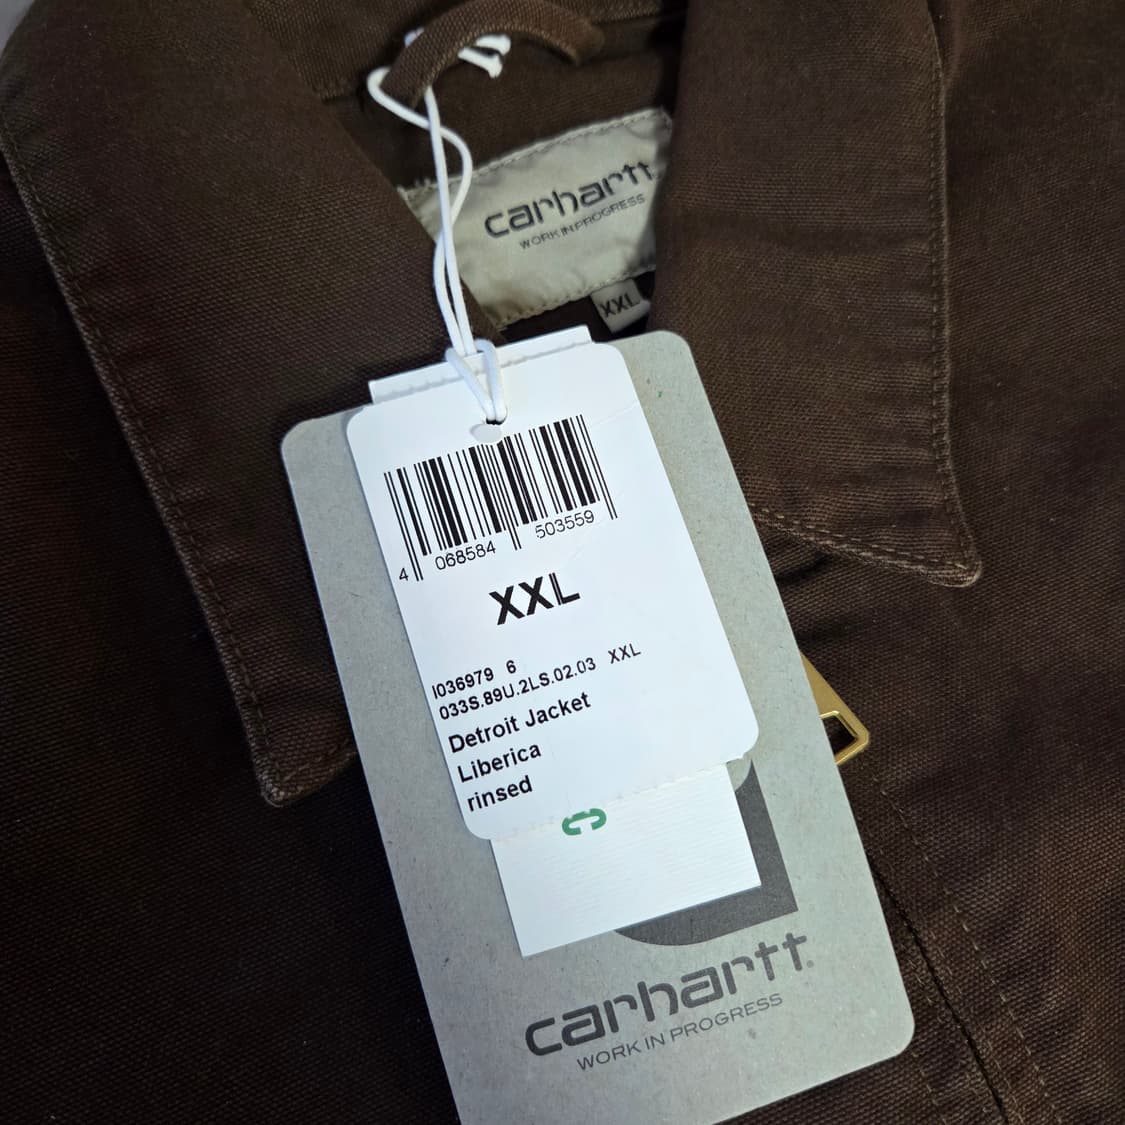 carhartt
WORK IN PROGRESS
XXL
4 068584 503559
XXL
I036979 6
033S.89U.2LS.02.03 XXL
Detroit Jacket
Liberica
rinsed
carhartt.
WORK IN PROGRESS